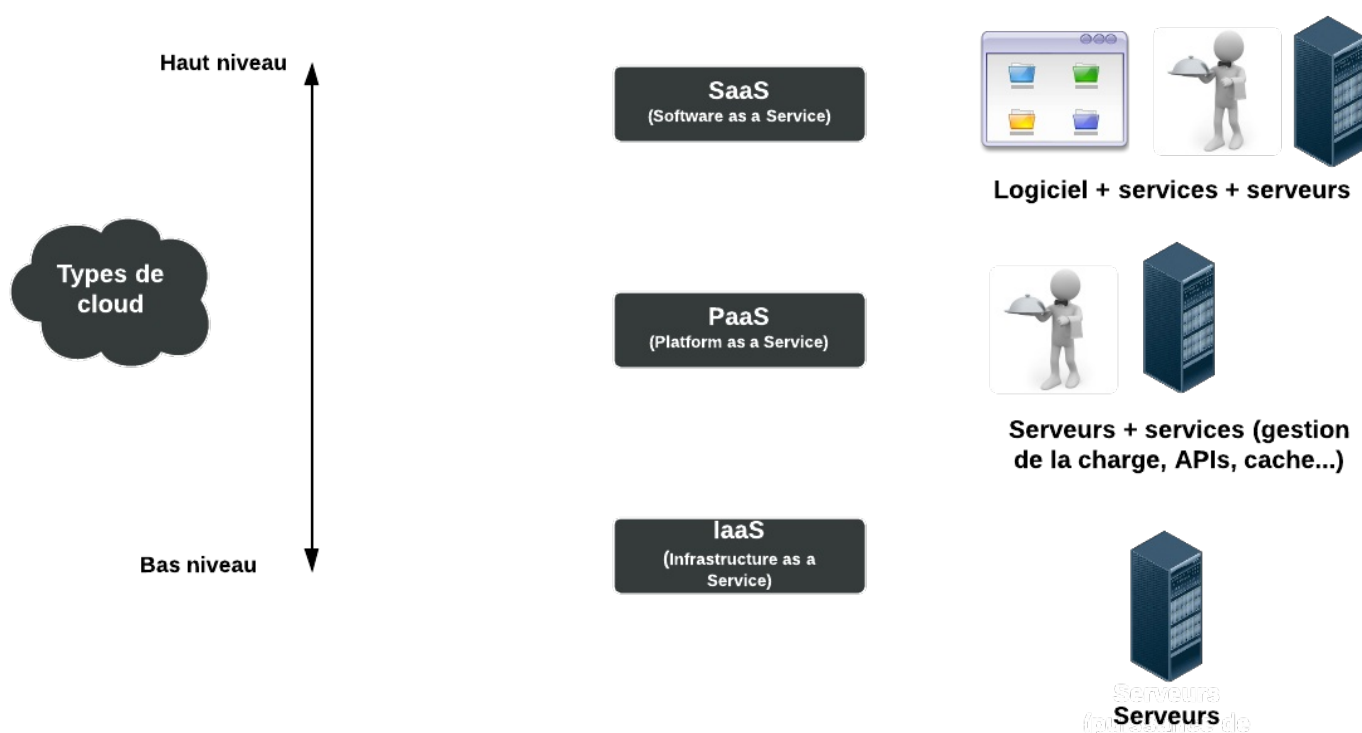 Haut niveau
SaaS
(Software as a Service)
Logiciel + services + serveurs
Types de
cloud
PaaS
(Platform as a Service)
Serveurs + services (gestion
de la charge, APIs, cache...)
IaaS
(Infrastructure as a
Service)
Bas niveau
Serveurs
Serveurs